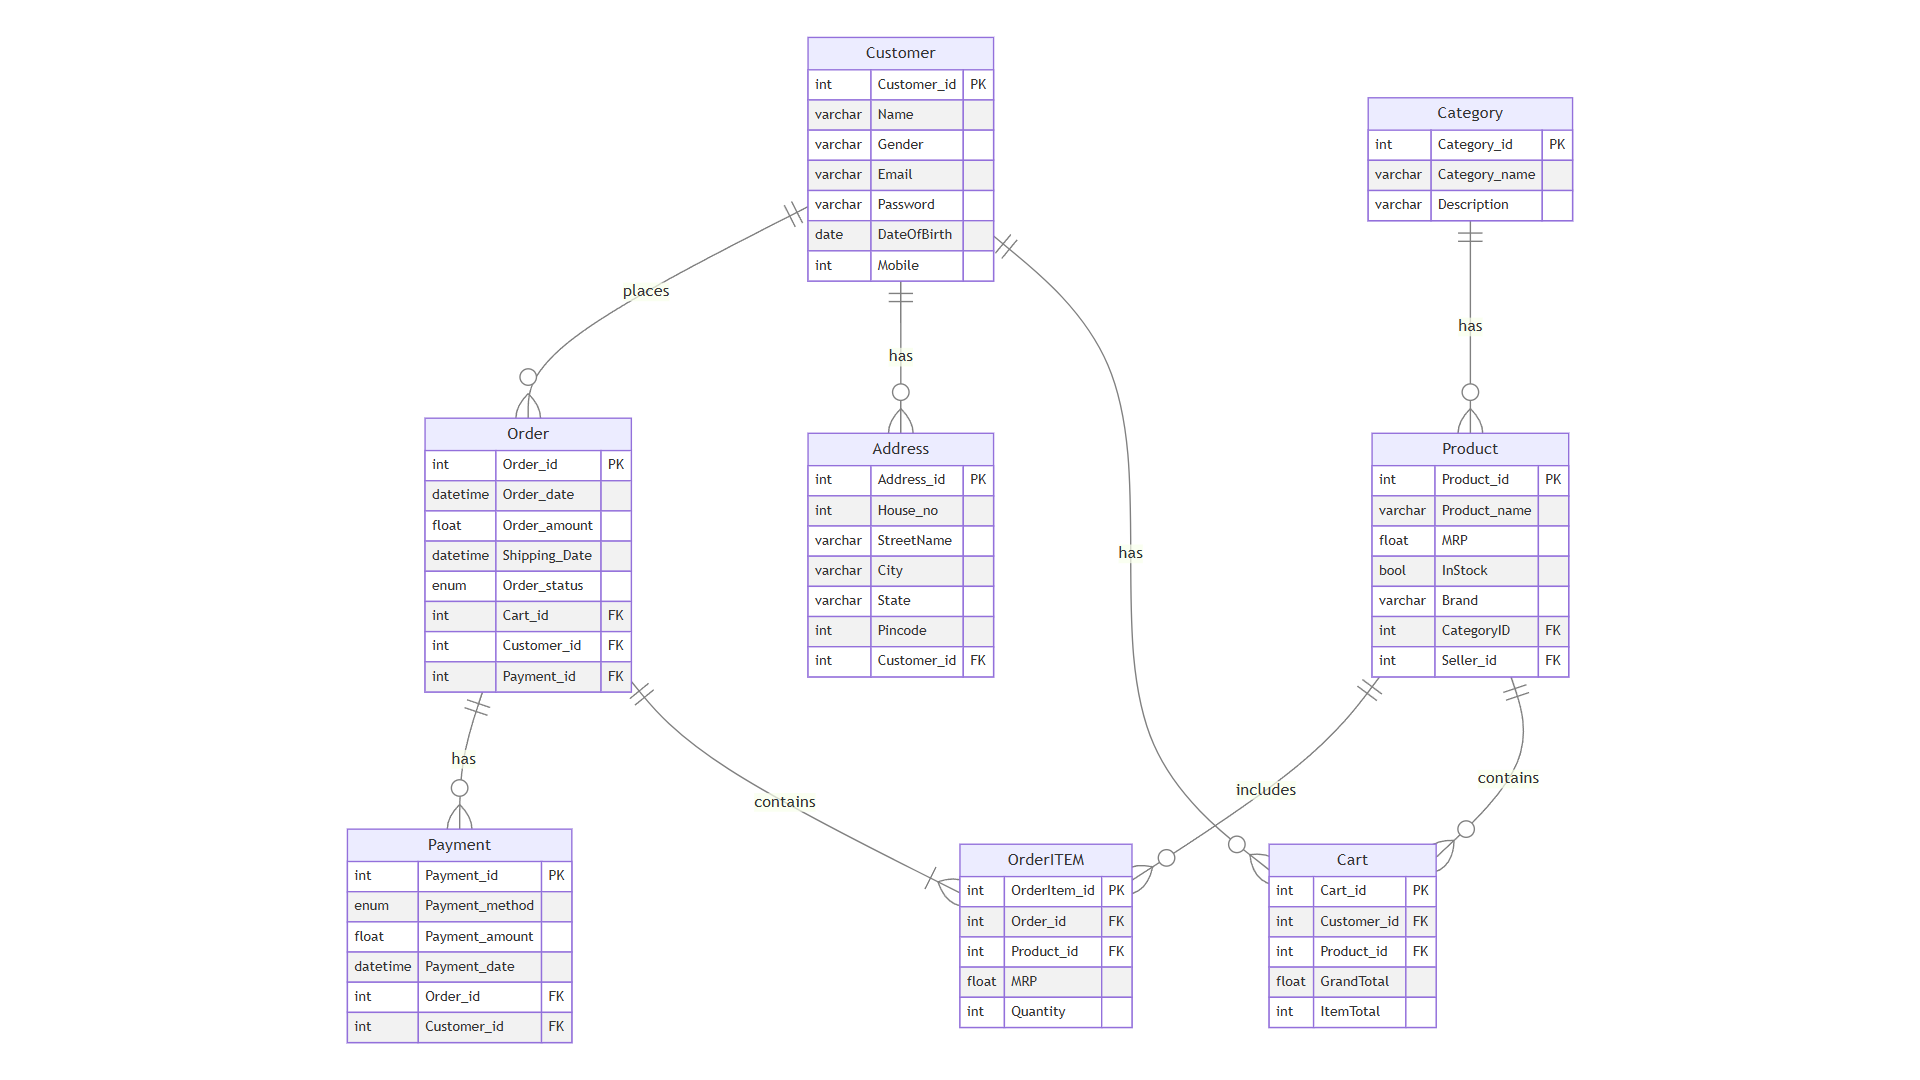 Customer
int Customer_id PK
varchar Name
varchar Gender
varchar Email
varchar Password
date DateOfBirth
int Mobile
Category
int Category_id PK
varchar Category_name
varchar Description
places
has
has
Order
int Order_id PK
datetime Order_date
float Order_amount
datetime Shipping_Date
enum Order_status
int Cart_id FK
int Customer_id FK
int Payment_id FK
Address
int Address_id PK
int House_no
varchar StreetName
varchar City
varchar State
int Pincode
int Customer_id FK
has
Product
int Product_id PK
varchar Product_name
float MRP
bool InStock
varchar Brand
int CategoryID FK
int Seller_id FK
has
contains
includes
contains
Payment
int Payment_id PK
enum Payment_method
float Payment_amount
datetime Payment_date
int Order_id FK
int Customer_id FK
OrderITEM
int OrderItem_id PK
int Order_id FK
int Product_id FK
float MRP
int Quantity
Cart
int Cart_id PK
int Customer_id FK
int Product_id FK
float GrandTotal
int ItemTotal